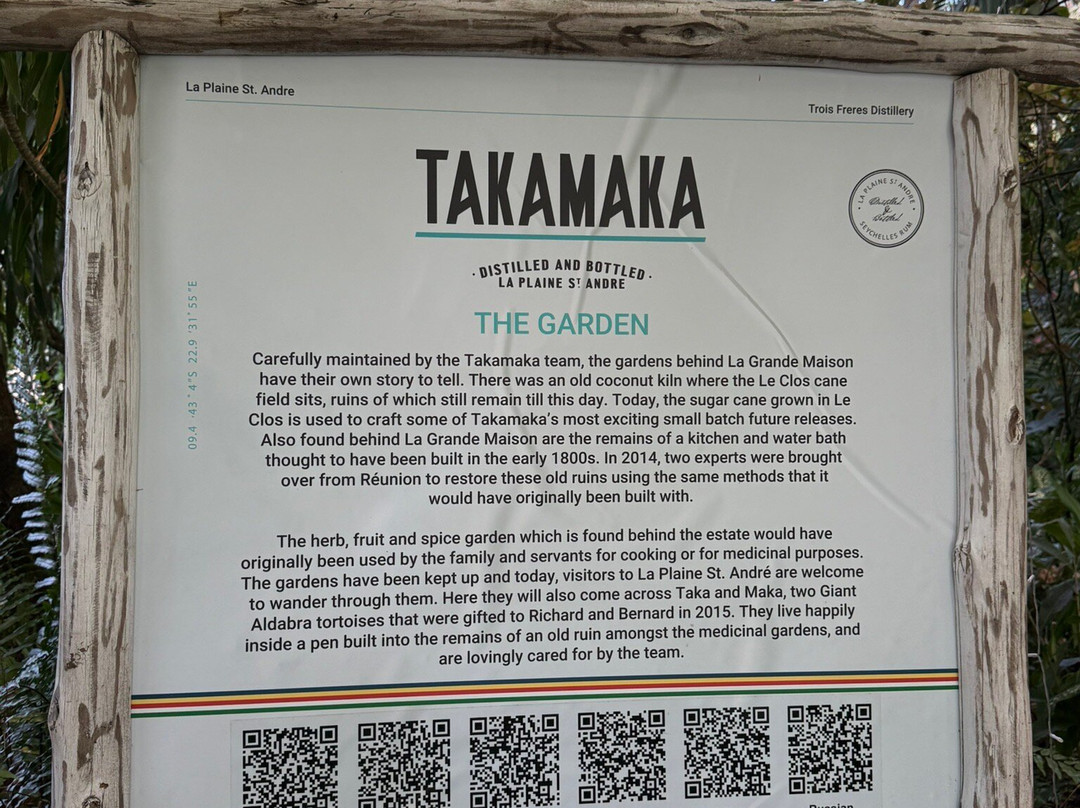 La Plaine St. Andre
Trois Freres Distillery
TAKAMAKA
LA PLAINE ST ANDRE
Distilled
&
Bottled
SEYCHELLES RUM
· DISTILLED AND BOTTLED ·
LA PLAINE ST ANDRE
THE GARDEN
09.4 '43 ° 4"S 22.9 '31 ° 55 "E
Carefully maintained by the Takamaka team, the gardens behind La Grande Maison
have their own story to tell. There was an old coconut kiln where the Le Clos cane
field sits, ruins of which still remain till this day. Today, the sugar cane grown in Le
Clos is used to craft some of Takamaka's most exciting small batch future releases.
Also found behind La Grande Maison are the remains of a kitchen and water bath
thought to have been built in the early 1800s. In 2014, two experts were brought
over from Réunion to restore these old ruins using the same methods that it
would have originally been built with.
The herb, fruit and spice garden which is found behind the estate would have
originally been used by the family and servants for cooking or for medicinal purposes.
The gardens have been kept up and today, visitors to La Plaine St. André are welcome
to wander through them. Here they will also come across Taka and Maka, two Giant
Aldabra tortoises that were gifted to Richard and Bernard in 2015. They live happily
inside a pen built into the remains of an old ruin amongst the medicinal gardens, and
are lovingly cared for by the team.
Russian